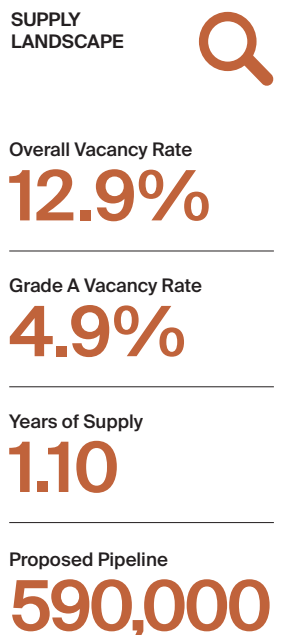 SUPPLY
LANDSCAPE
Overall Vacancy Rate
12.9%
Grade A Vacancy Rate
4.9%
Years of Supply
1.10
Proposed Pipeline
590,000